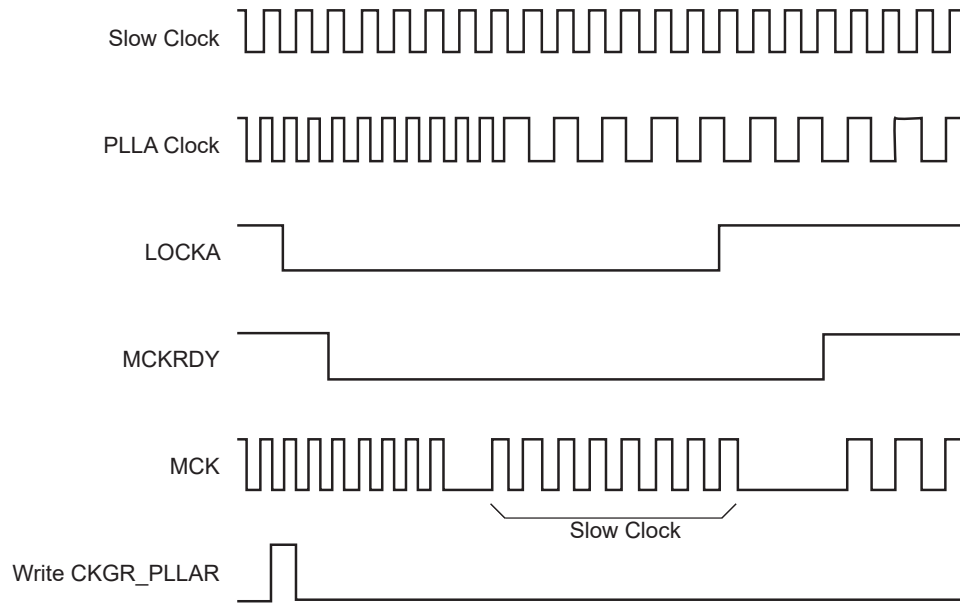 Slow Clock
PLLA Clock
LOCKA
MCKRDY
MCK
Slow Clock
Write CKGR_PLLAR